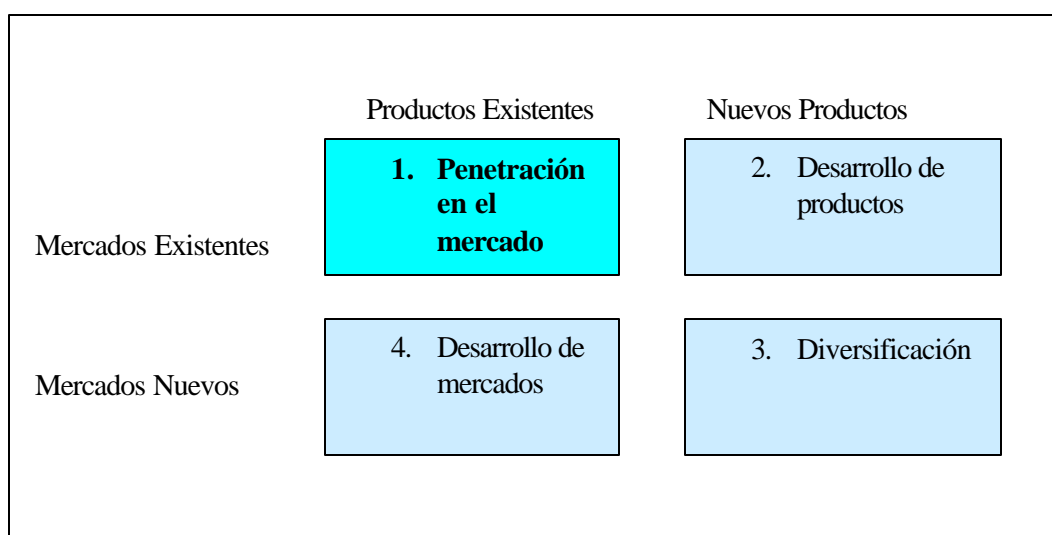 Productos Existentes Nuevos Productos
1. Penetración
en el
mercado
2. Desarrollo de
productos
Mercados Existentes
4. Desarrollo de
mercados
3. Diversificación
Mercados Nuevos